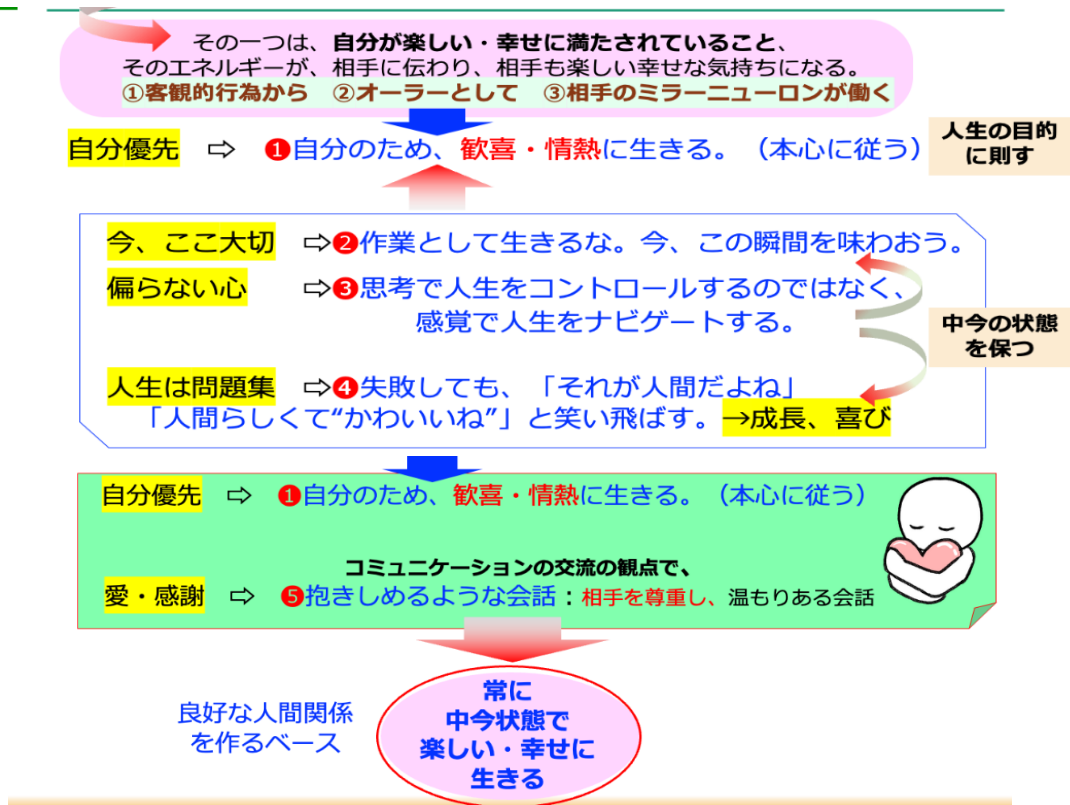 その一つは、自分が楽しい・幸せに満たされていること、
そのエネルギーが、相手に伝わり、相手も楽しい幸せな気持ちになる。
①客観的行為から ②オーラーとして ③相手のミラーニューロンが働く
自分優先 ⇨ ❶自分のため、歓喜・情熱に生きる。（本心に従う）
人生の目的
に則す
今、ここ大切 ⇨❷作業として生きるな。今、この瞬間を味わおう。
偏らない心 ⇨❸思考で人生をコントロールするのではなく、
感覚で人生をナビゲートする。
中今の状態
を保つ
人生は問題集 ⇨❹失敗しても、「それが人間だよね」
「人間らしくて“かわいいね”」と笑い飛ばす。→成長、喜び
自分優先 ⇨ ❶自分のため、歓喜・情熱に生きる。（本心に従う）
コミュニケーションの交流の観点で、
愛・感謝 ⇨ ❺抱きしめるような会話：相手を尊重し、温もりある会話
良好な人間関係
を作るベース
常に
中今状態で
楽しい・幸せに
生きる